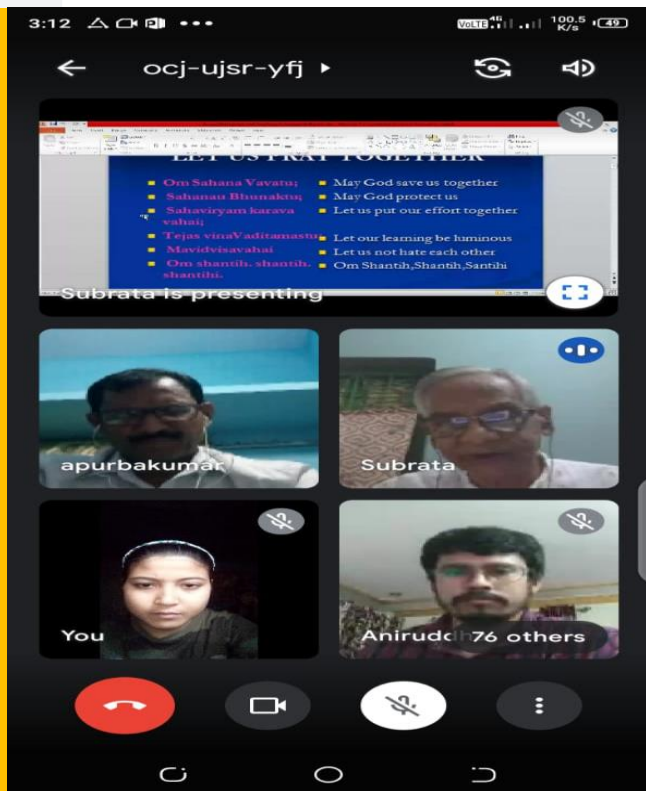 3:12
VoLTE 4G 100.5 K/s 49
ocj-ujsr-yfj
LET US PRAY TOGETHER
Om Sahana Vavatu; May God save us together
Sahanau Bhunaktu; May God protect us
Sahaviryam karava Let us put our effort together
vahai;
Tejas vinaVaditamastu Let our learning be luminous
Mavidvisavahai Let us not hate each other
Om shantih. shantih. Om Shantih,Shantih,Santihi
shantihi.
Subrata is presenting
apurbakumar
Subrata
You
Anirudd 76 others